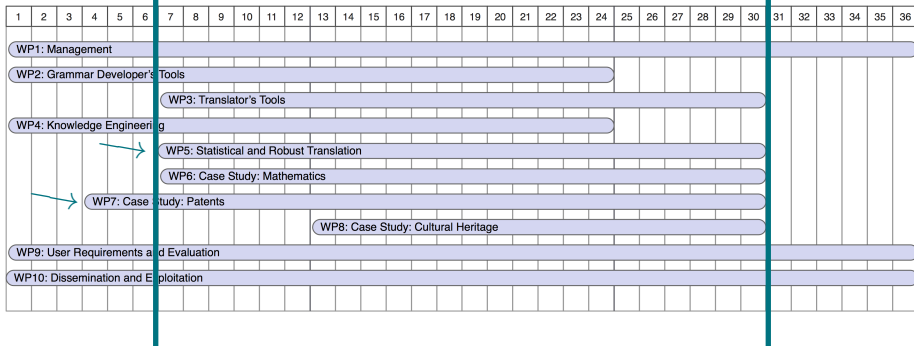 1 2 3 4 5 6 7 8 9 10 11 12 13 14 15 16 17 18 19 20 21 22 23 24 25 26 27 28 29 30 31 32 33 34 35 36
WP1: Management
WP2: Grammar Developer's Tools
WP3: Translator's Tools
WP4: Knowledge Engineering
WP5: Statistical and Robust Translation
WP6: Case Study: Mathematics
WP7: Case Study: Patents
WP8: Case Study: Cultural Heritage
WP9: User Requirements and Evaluation
WP10: Dissemination and Exploitation